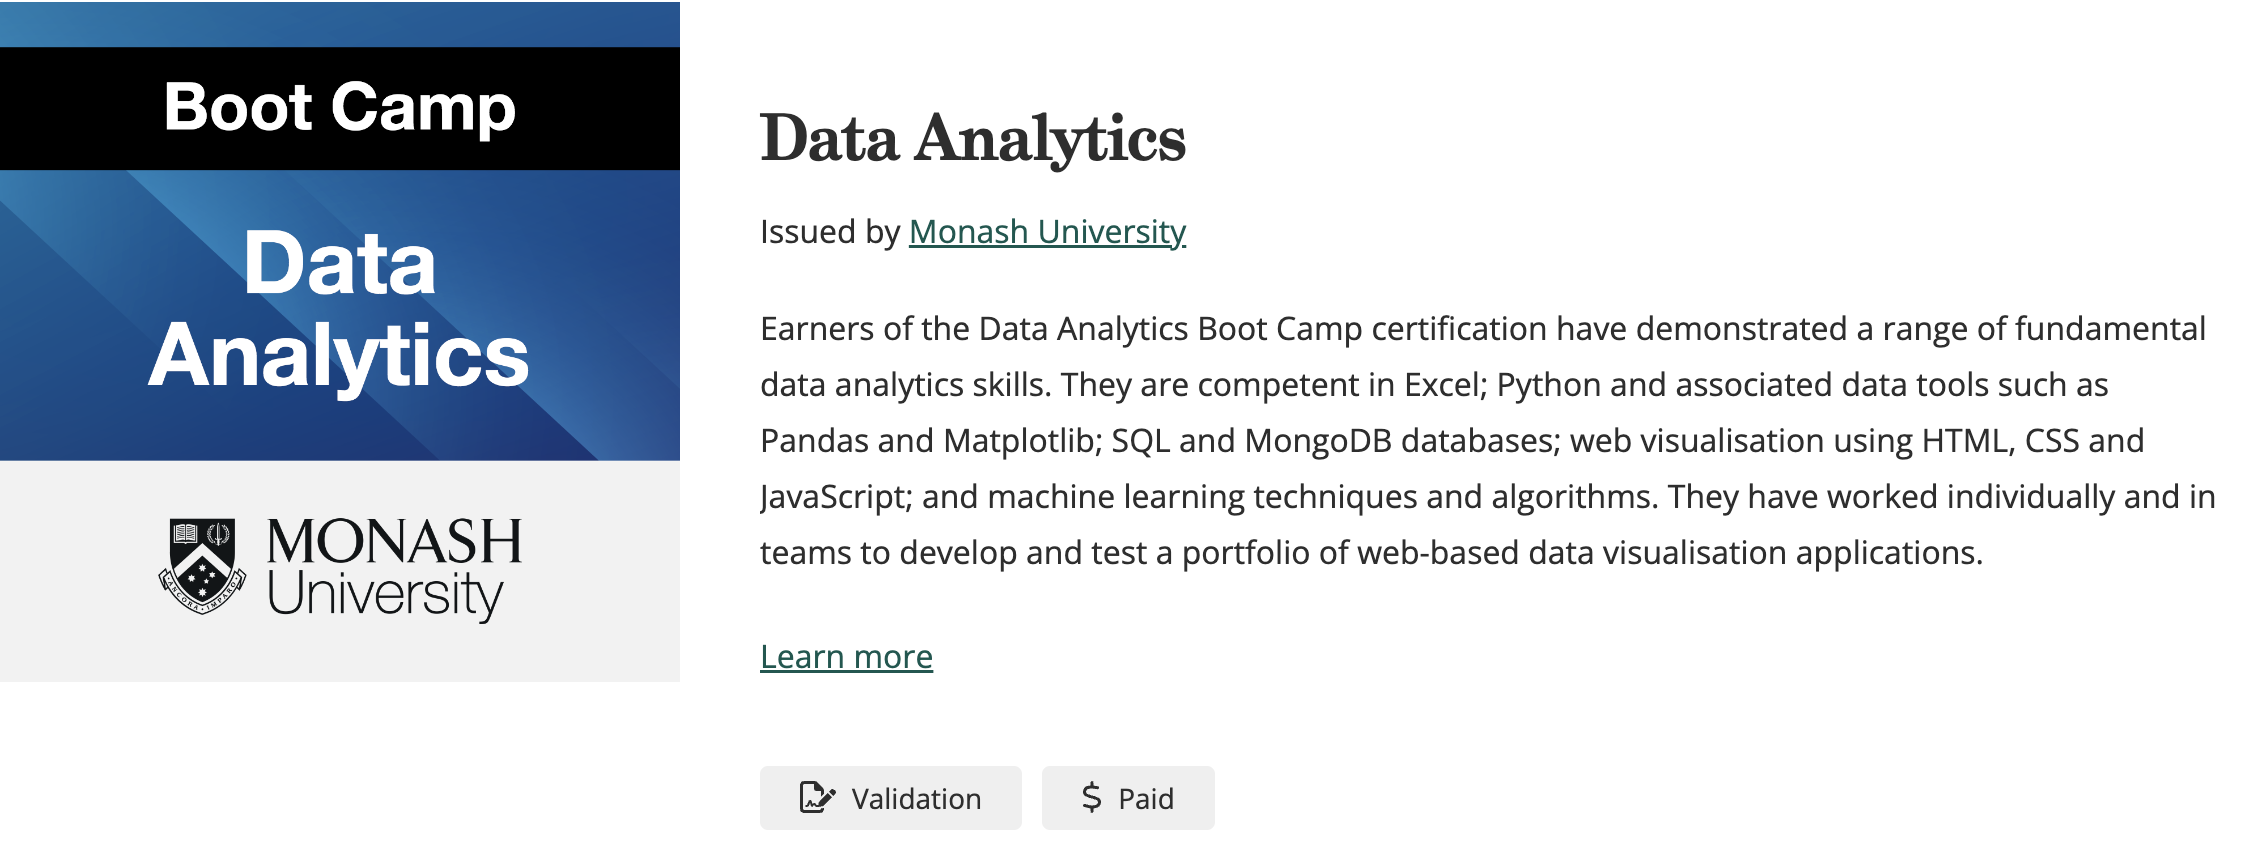 Boot Camp
Data
Analytics
MONASH
University
ANCORA IMPARO
Data Analytics
Issued by Monash University
Earners of the Data Analytics Boot Camp certification have demonstrated a range of fundamental
data analytics skills. They are competent in Excel; Python and associated data tools such as
Pandas and Matplotlib; SQL and MongoDB databases; web visualisation using HTML, CSS and
JavaScript; and machine learning techniques and algorithms. They have worked individually and in
teams to develop and test a portfolio of web-based data visualisation applications.
Learn more
Validation
$ Paid